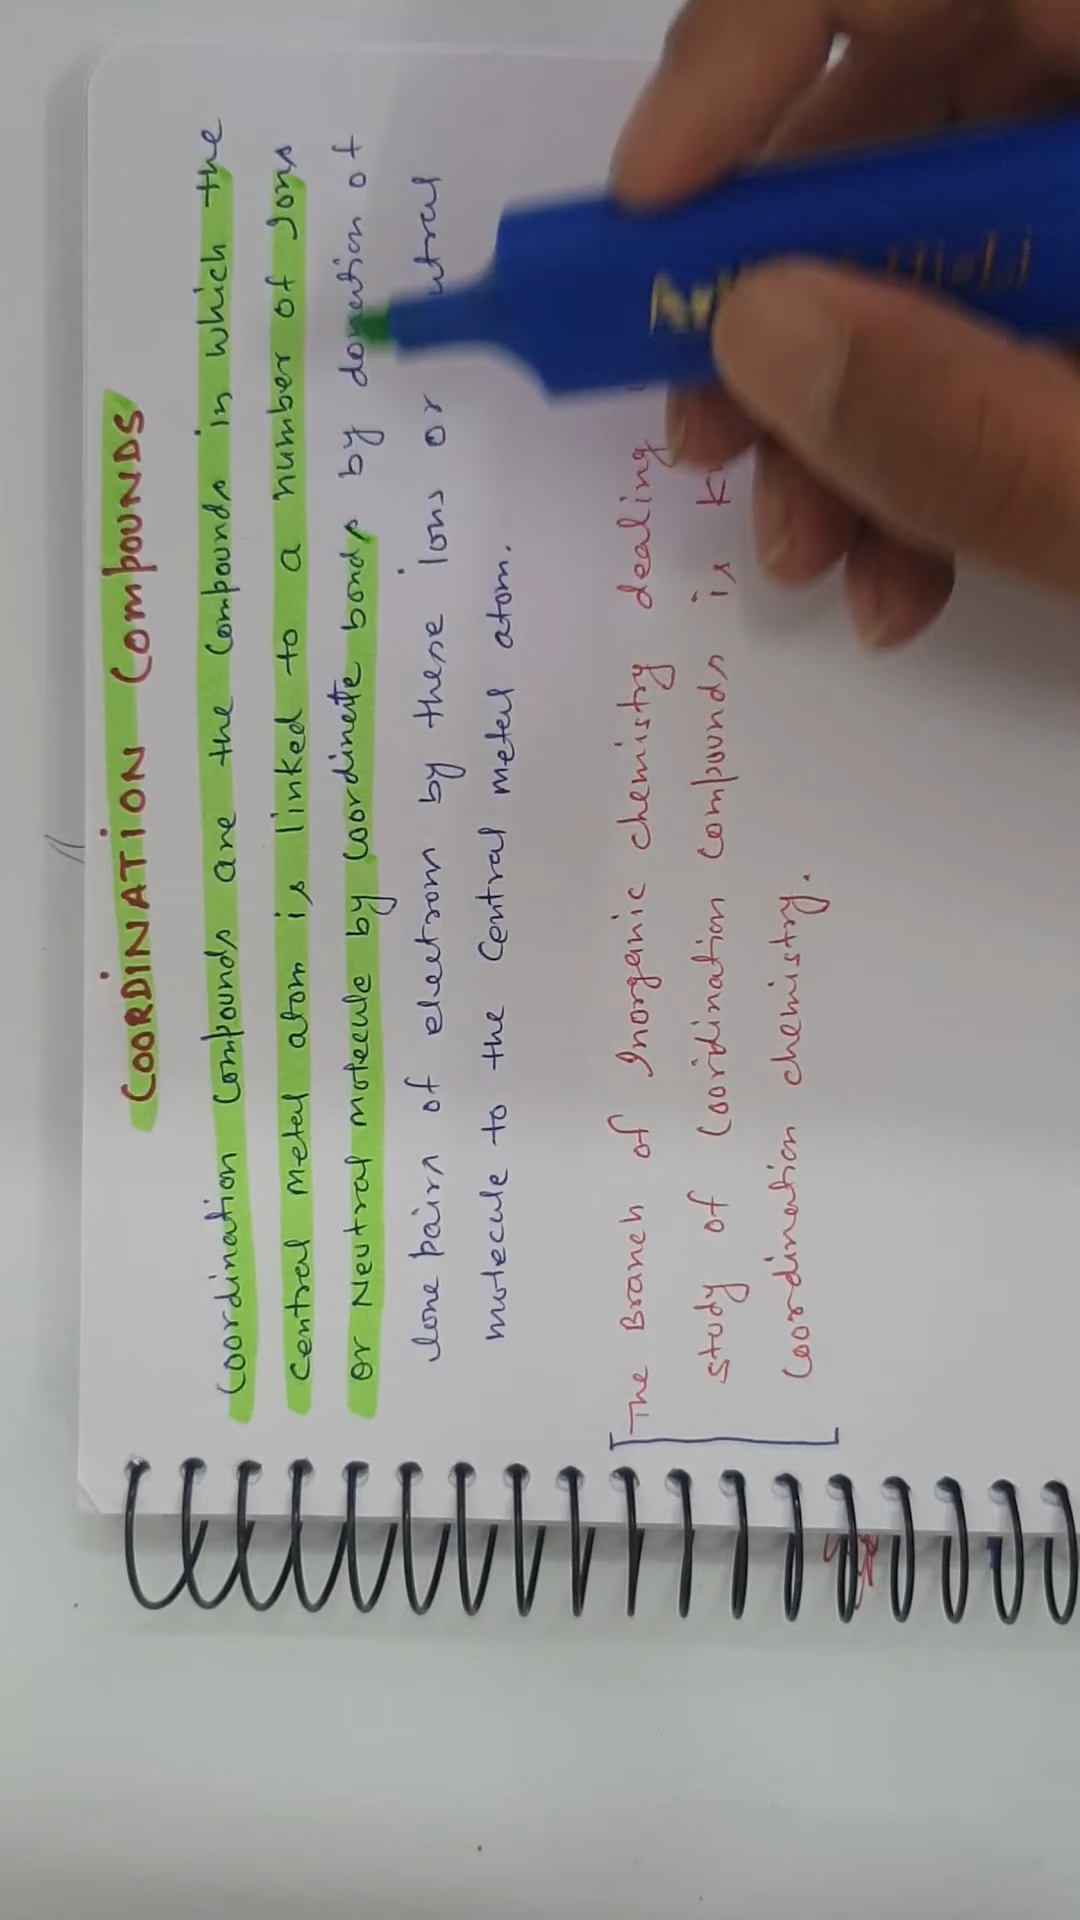 COORDINATION COMPOUNDS
Coordination Compounds are the Compounds in which the
Central Metal atom is linked to a number of Ions
or Neutral molecule by Coordinate bonds by donation of
lone pairs of electrons by these ions or
molecule to the Central metal atom.
The Branch of Inorganic chemistry dealing
study of Coordination Compounds is
Coordination chemistry.